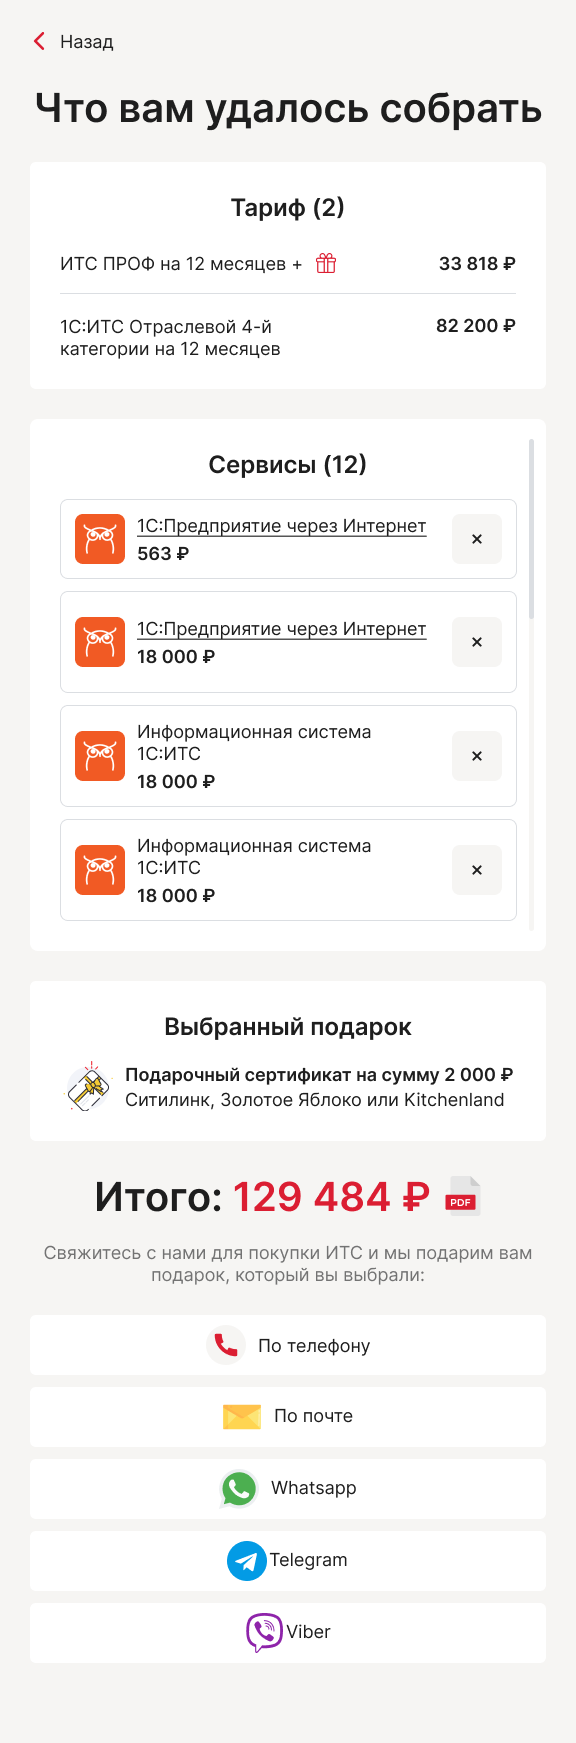 Назад
Что вам удалось собрать
Тариф (2)
ИТС ПРОФ на 12 месяцев + 33 818 ₽
1С:ИТС Отраслевой 4-й 82 200 ₽
категории на 12 месяцев
Сервисы (12)
1С:Предприятие через Интернет
563 ₽
1С:Предприятие через Интернет
18 000 ₽
Информационная система
1С:ИТС
18 000 ₽
Информационная система
1С:ИТС
18 000 ₽
Выбранный подарок
Подарочный сертификат на сумму 2 000 ₽
Ситилинк, Золотое Яблоко или Kitchenland
Итого: 129 484 ₽ PDF
Свяжитесь с нами для покупки ИТС и мы подарим вам
подарок, который вы выбрали:
По телефону
По почте
Whatsapp
Telegram
Viber